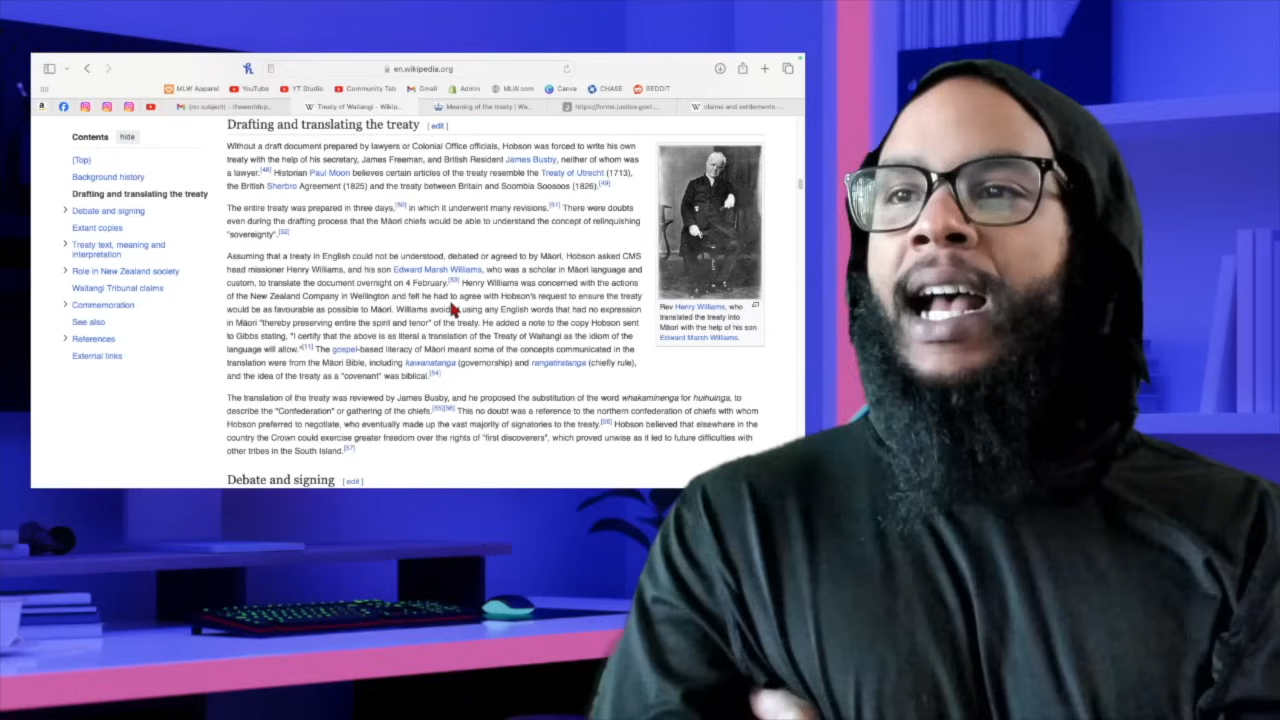 en.wikipedia.org
MLW Apparel YouTube YT Studio Community Tab Gmail Admin MLW.com Canva CHASE REDDIT
(no subject) - theworldup... Treaty of Waitangi - Wikip... Meaning of the treaty | Wa... https://forms.justice.govt... claims and settlements -...
Contents hide
(Top)
Background history
Drafting and translating the treaty
Debate and signing
Extant copies
Treaty text, meaning and
interpretation
Role in New Zealand society
Waitangi Tribunal claims
Commemoration
See also
References
External links
Drafting and translating the treaty [ edit ]
Without a draft document prepared by lawyers or Colonial Office officials, Hobson was forced to write his own
treaty with the help of his secretary, James Freeman, and British Resident James Busby, neither of whom was
a lawyer.[48] Historian Paul Moon believes certain articles of the treaty resemble the Treaty of Utrecht (1713),
the British Sherbro Agreement (1825) and the treaty between Britain and Soombia Soosoos (1826).[49]
The entire treaty was prepared in three days,[50] in which it underwent many revisions.[51] There were doubts
even during the drafting process that the Māori chiefs would be able to understand the concept of relinquishing
"sovereignty".[52]
Assuming that a treaty in English could not be understood, debated or agreed to by Māori, Hobson asked CMS
head missioner Henry Williams, and his son Edward Marsh Williams, who was a scholar in Māori language and
custom, to translate the document overnight on 4 February.[53] Henry Williams was concerned with the actions
of the New Zealand Company in Wellington and felt he had to agree with Hobson's request to ensure the treaty
would be as favourable as possible to Māori. Williams avoid using any English words that had no expression
in Māori "thereby preserving entire the spirit and tenor" of the treaty. He added a note to the copy Hobson sent
to Gibbs stating, "I certify that the above is as literal a translation of the Treaty of Waitangi as the idiom of the
language will allow."[11] The gospel-based literacy of Māori meant some of the concepts communicated in the
translation were from the Māori Bible, including kawanatanga (governorship) and rangatiratanga (chiefly rule),
and the idea of the treaty as a "covenant" was biblical.[54]
The translation of the treaty was reviewed by James Busby, and he proposed the substitution of the word whakaminenga for huihuinga, to
describe the "Confederation" or gathering of the chiefs.[55][56] This no doubt was a reference to the northern confederation of chiefs with whom
Hobson preferred to negotiate, who eventually made up the vast majority of signatories to the treaty.[56] Hobson believed that elsewhere in the
country the Crown could exercise greater freedom over the rights of "first discoverers", which proved unwise as it led to future difficulties with
other tribes in the South Island.[57]
Debate and signing [ edit ]
Rev Henry Williams, who
translated the treaty into
Māori with the help of his son
Edward Marsh Williams.